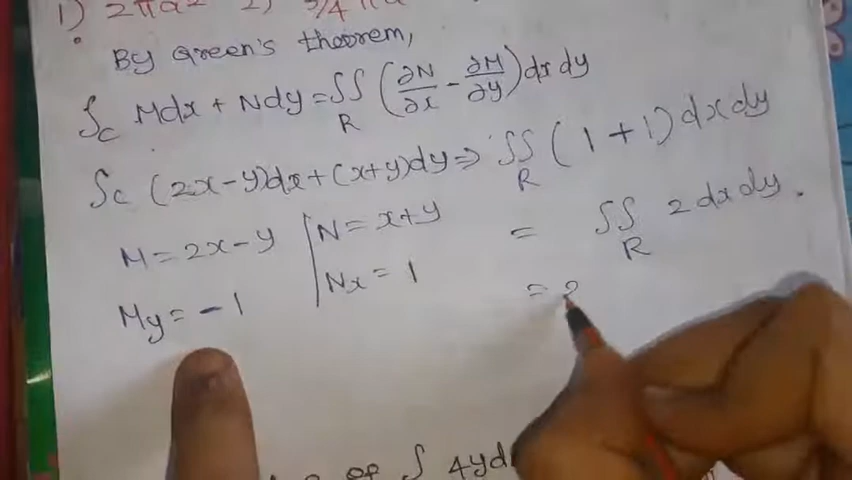 1) 2πa² 2) 3/4 π
By Green's theorem,
∫c Mdx + Ndy = ∬R (∂N/∂x - ∂M/∂y) dx dy
∫c (2x-y)dx + (x+y)dy ⇒ ∬R (1+1) dx dy
M = 2x-y | N = x+y = ∬R 2 dx dy.
My = -1 | Nx = 1 = 2
of ∫ 4yd